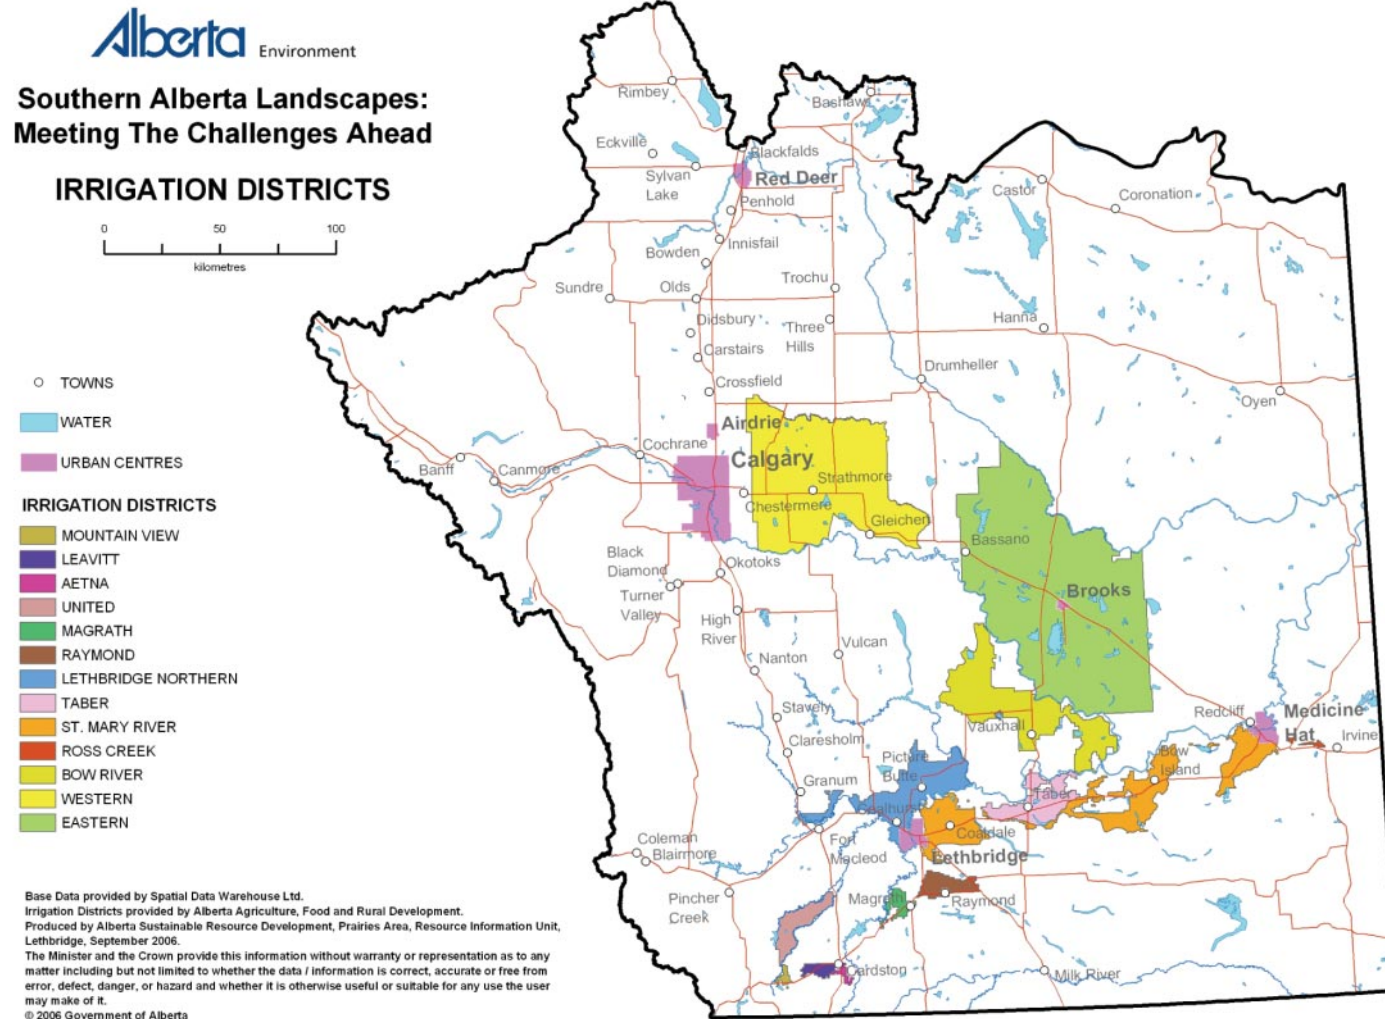 Alberta Environment
Southern Alberta Landscapes:
Meeting The Challenges Ahead
IRRIGATION DISTRICTS
0 50 100
kilometres
TOWNS
WATER
URBAN CENTRES
IRRIGATION DISTRICTS
MOUNTAIN VIEW
LEAVITT
AETNA
UNITED
MAGRATH
RAYMOND
LETHBRIDGE NORTHERN
TABER
ST. MARY RIVER
ROSS CREEK
BOW RIVER
WESTERN
EASTERN
Base Data provided by Spatial Data Warehouse Ltd.
Irrigation Districts provided by Alberta Agriculture, Food and Rural Development.
Produced by Alberta Sustainable Resource Development, Prairies Area, Resource Information Unit,
Lethbridge, September 2006.
The Minister and the Crown provide this information without warranty or representation as to any
matter including but not limited to whether the data / information is correct, accurate or free from
error, defect, danger, or hazard and whether it is otherwise useful or suitable for any use the user
may make of it.
© 2006 Government of Alberta
Rimbey
Bashaw
Eckville
Blackfalds
Sylvan
Lake
Red Deer
Penhold
Castor
Coronation
Innisfail
Bowden
Sundre
Olds
Trochu
Didsbury
Three
Hills
Hanna
Carstairs
Crossfield
Drumheller
Oyen
Airdrie
Cochrane
Calgary
Banff
Canmore
Strathmore
Chestermere
Gleichen
Bassano
Black
Diamond
Okotoks
Turner
Valley
Brooks
High
River
Vulcan
Nanton
Stavely
Vauxhall
Redcliff
Medicine
Hat
Irvine
Claresholm
Picture
Butte
Bow
Island
Granum
Taber
Coalhurst
Coaldale
Fort
Macleod
Lethbridge
Coleman
Blairmore
Pincher
Creek
Magrath
Raymond
Cardston
Milk River